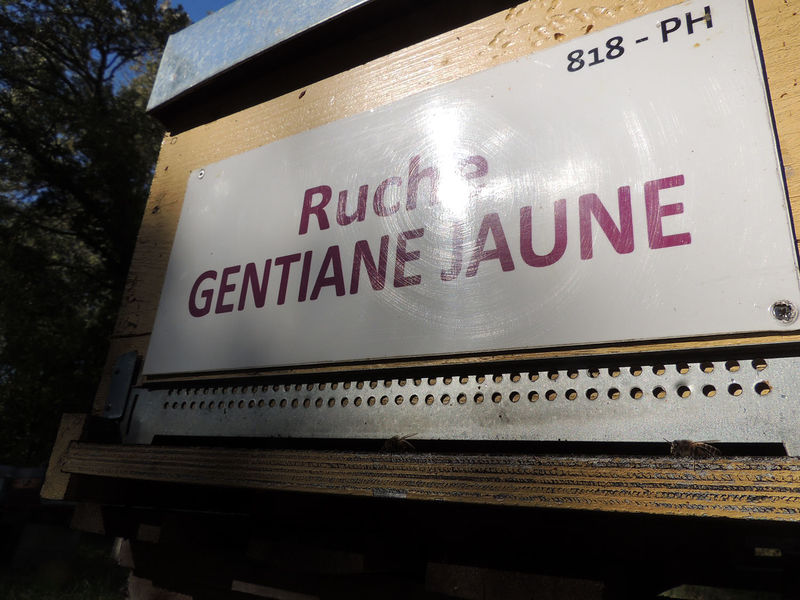 818 - PH
Ruche
GENTIANE JAUNE